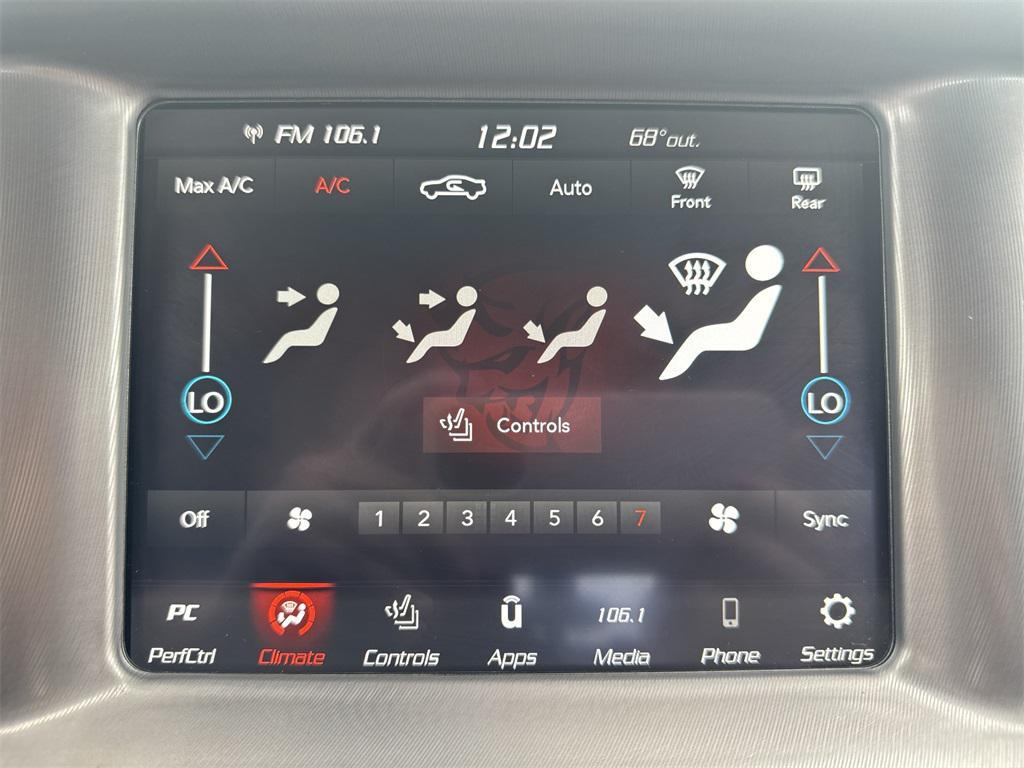 FM 106.1 12:02 68° out.
Max A/C A/C Auto Front Rear
LO LO
Controls
Off 1 2 3 4 5 6 7 Sync
PC 106.1
PerfCtrl Climate Controls Apps Media Phone Settings